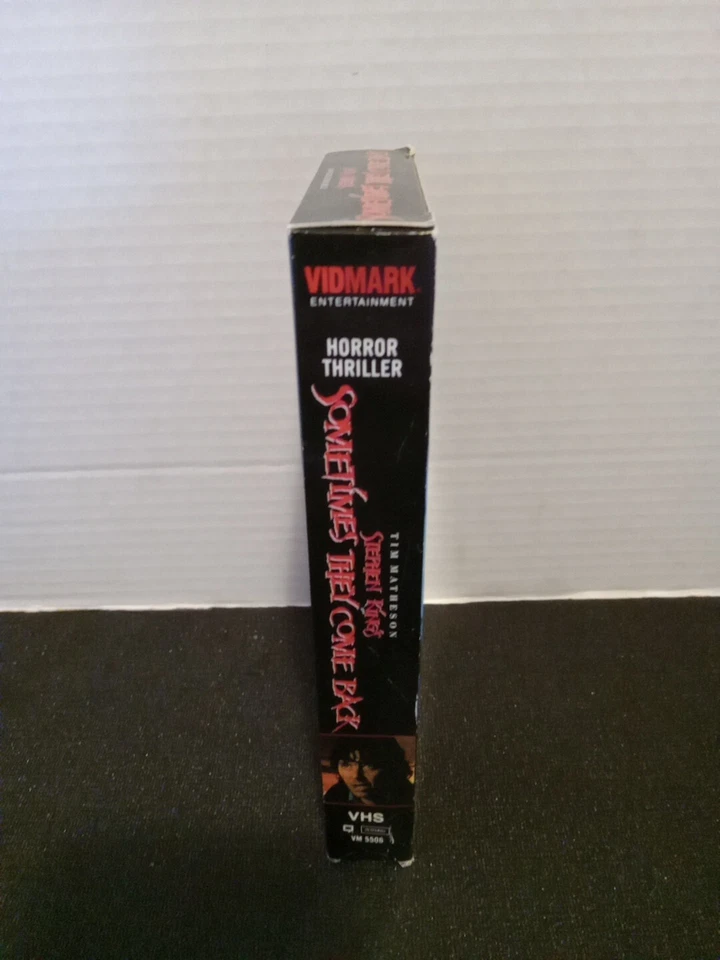 VIDMARK
ENTERTAINMENT
HORROR
THRILLER
TIM MATHESON
STEPHEN KING'S
SOMETIMES THEY COME BACK
VHS
VM 5500